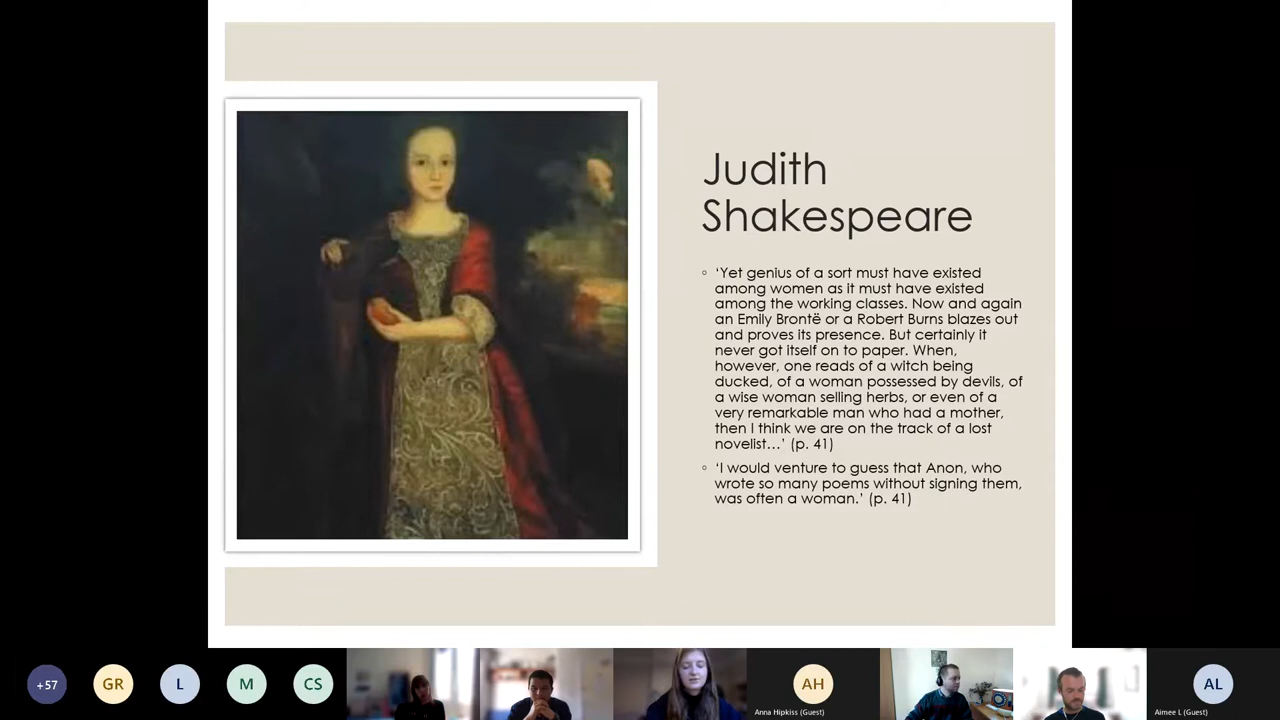 Judith
Shakespeare
◦ ‘Yet genius of a sort must have existed
among women as it must have existed
among the working classes. Now and again
an Emily Brontë or a Robert Burns blazes out
and proves its presence. But certainly it
never got itself on to paper. When,
however, one reads of a witch being
ducked, of a woman possessed by devils, of
a wise woman selling herbs, or even of a
very remarkable man who had a mother,
then I think we are on the track of a lost
novelist…’ (p. 41)
◦ ‘I would venture to guess that Anon, who
wrote so many poems without signing them,
was often a woman.’ (p. 41)
+57
GR
L
M
CS
AH
Anna Hipkiss (Guest)
AL
Aimee L (Guest)